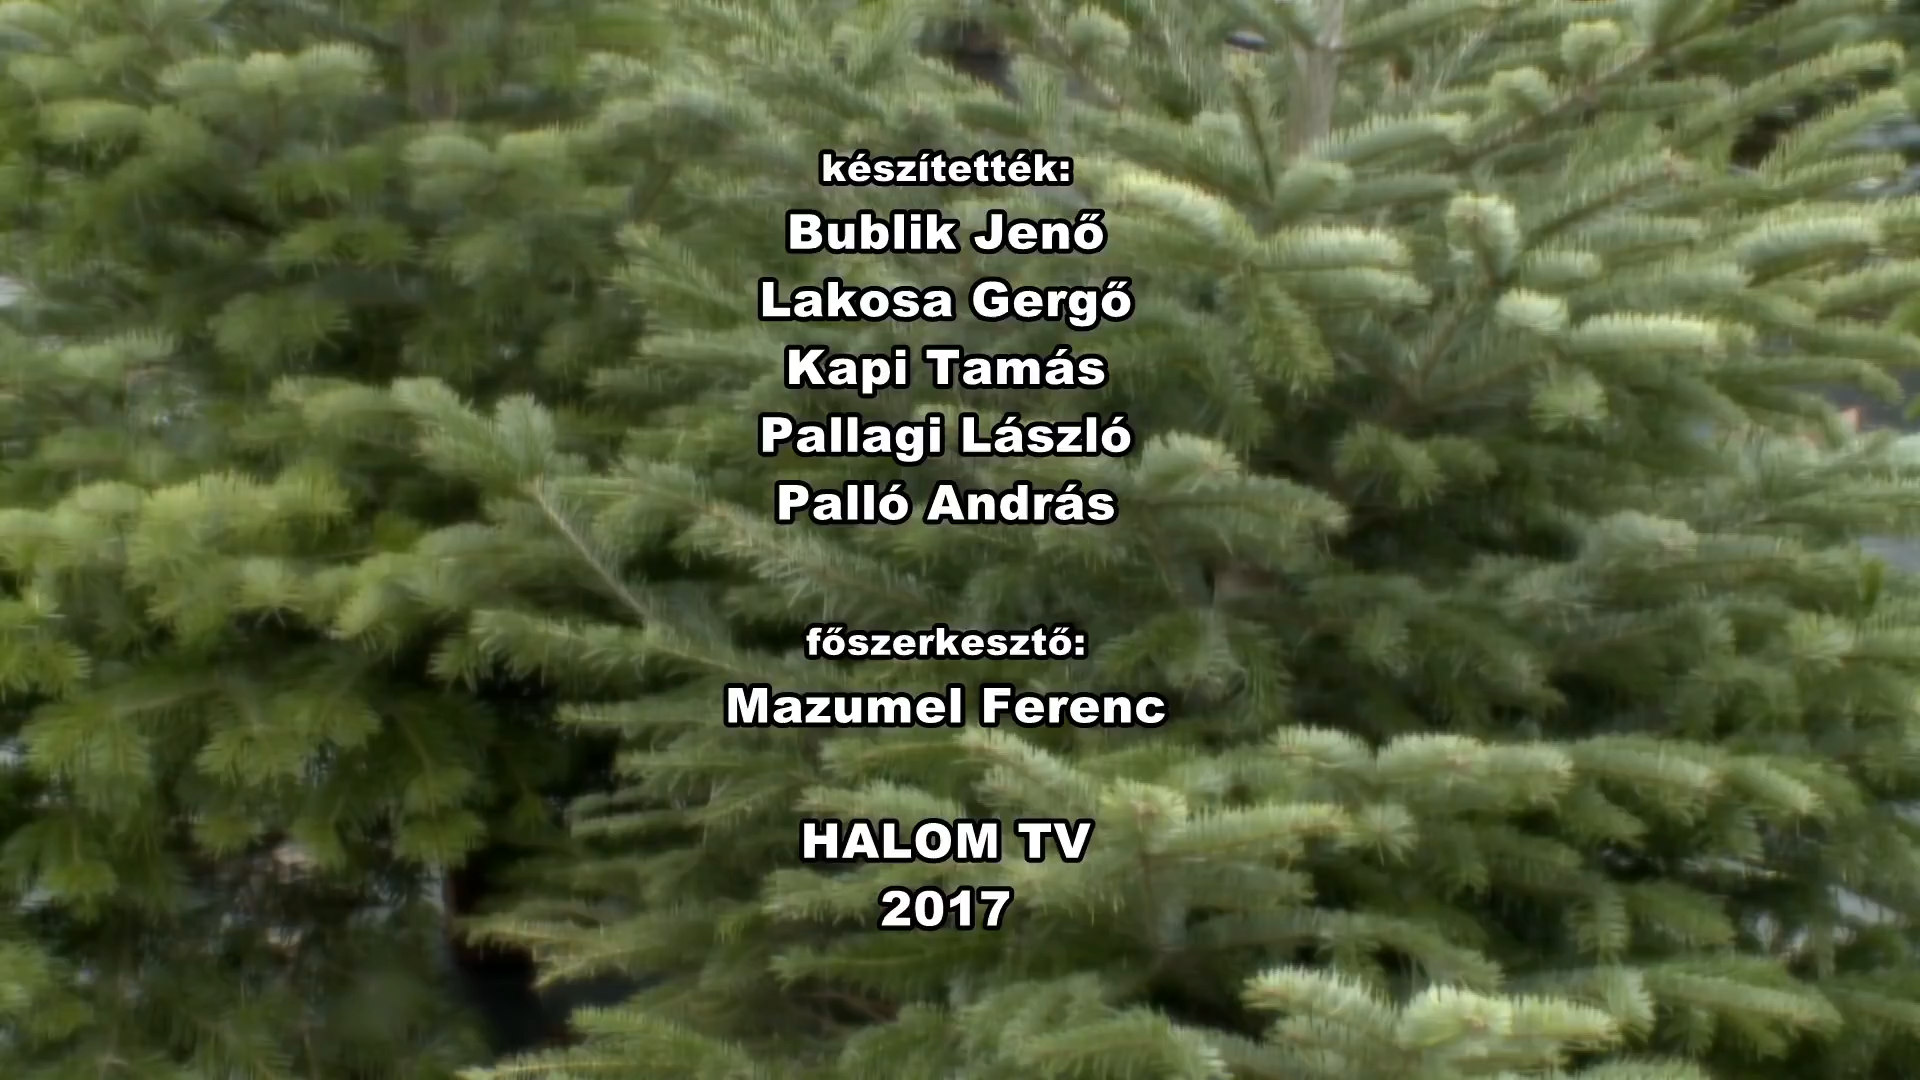 készítették:
Bublik Jenő
Lakosa Gergő
Kapi Tamás
Pallagi László
Palló András
főszerkesztő:
Mazumel Ferenc
HALOM TV
2017